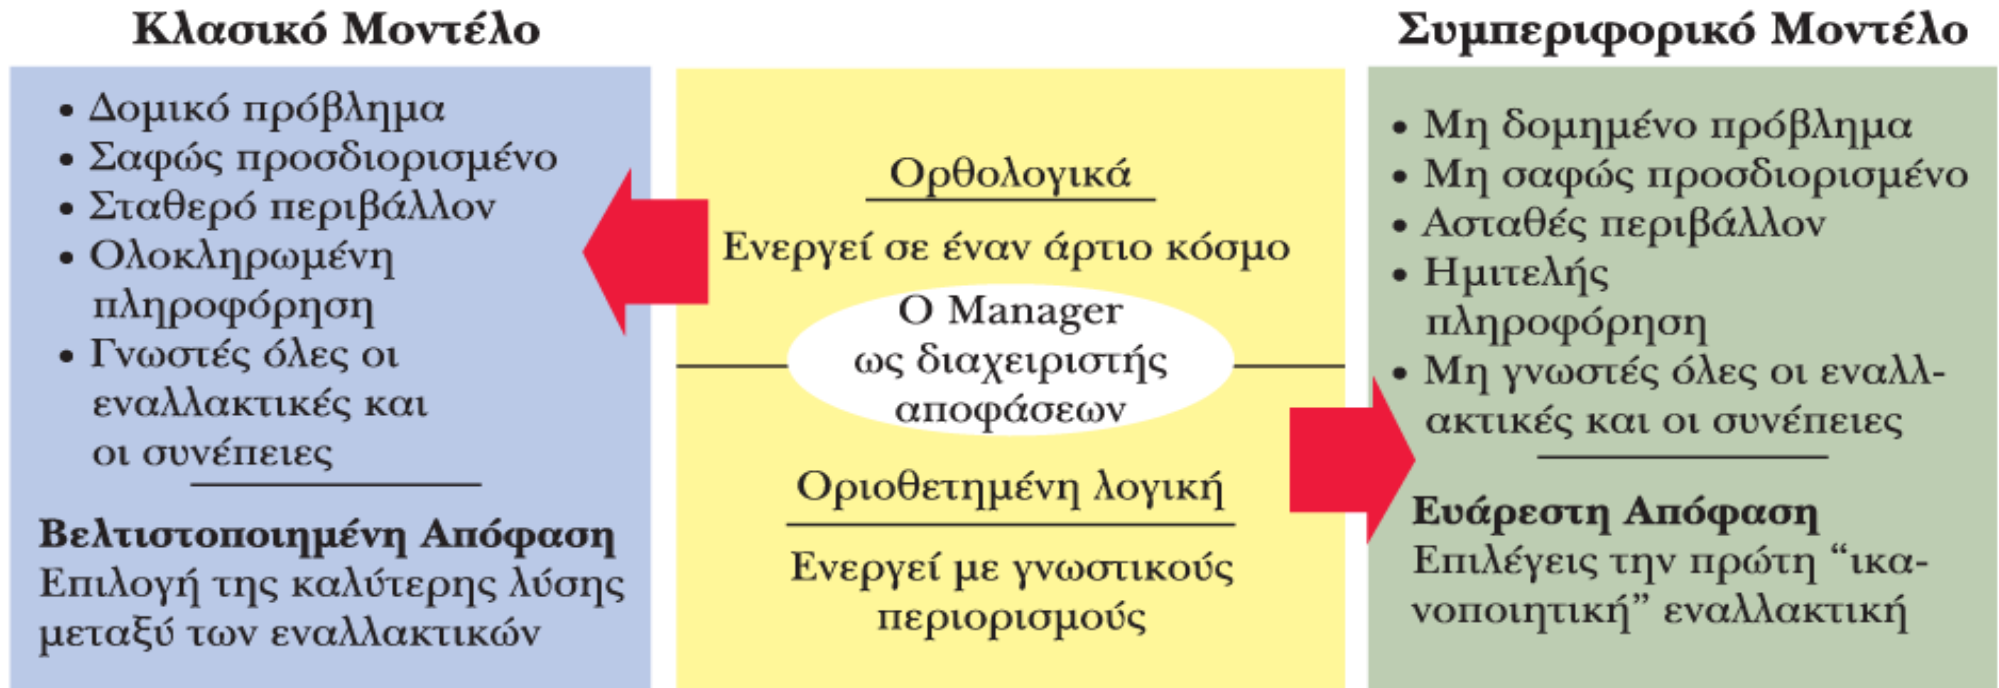 Κλασικό Μοντέλο
• Δομικό πρόβλημα
• Σαφώς προσδιορισμένο
• Σταθερό περιβάλλον
• Ολοκληρωμένη
πληροφόρηση
• Γνωστές όλες οι
εναλλακτικές και
οι συνέπειες
Βελτιστοποιημένη Απόφαση
Επιλογή της καλύτερης λύσης
μεταξύ των εναλλακτικών
Ορθολογικά
Ενεργεί σε έναν άρτιο κόσμο
Ο Manager
ως διαχειριστής
αποφάσεων
Οριοθετημένη λογική
Ενεργεί με γνωστικούς
περιορισμούς
Συμπεριφορικό Μοντέλο
• Μη δομημένο πρόβλημα
• Μη σαφώς προσδιορισμένο
• Ασταθές περιβάλλον
• Ημιτελής
πληροφόρηση
• Μη γνωστές όλες οι εναλλ-
ακτικές και οι συνέπειες
Ευάρεστη Απόφαση
Επιλέγεις την πρώτη “ικα-
νοποιητική” εναλλακτική